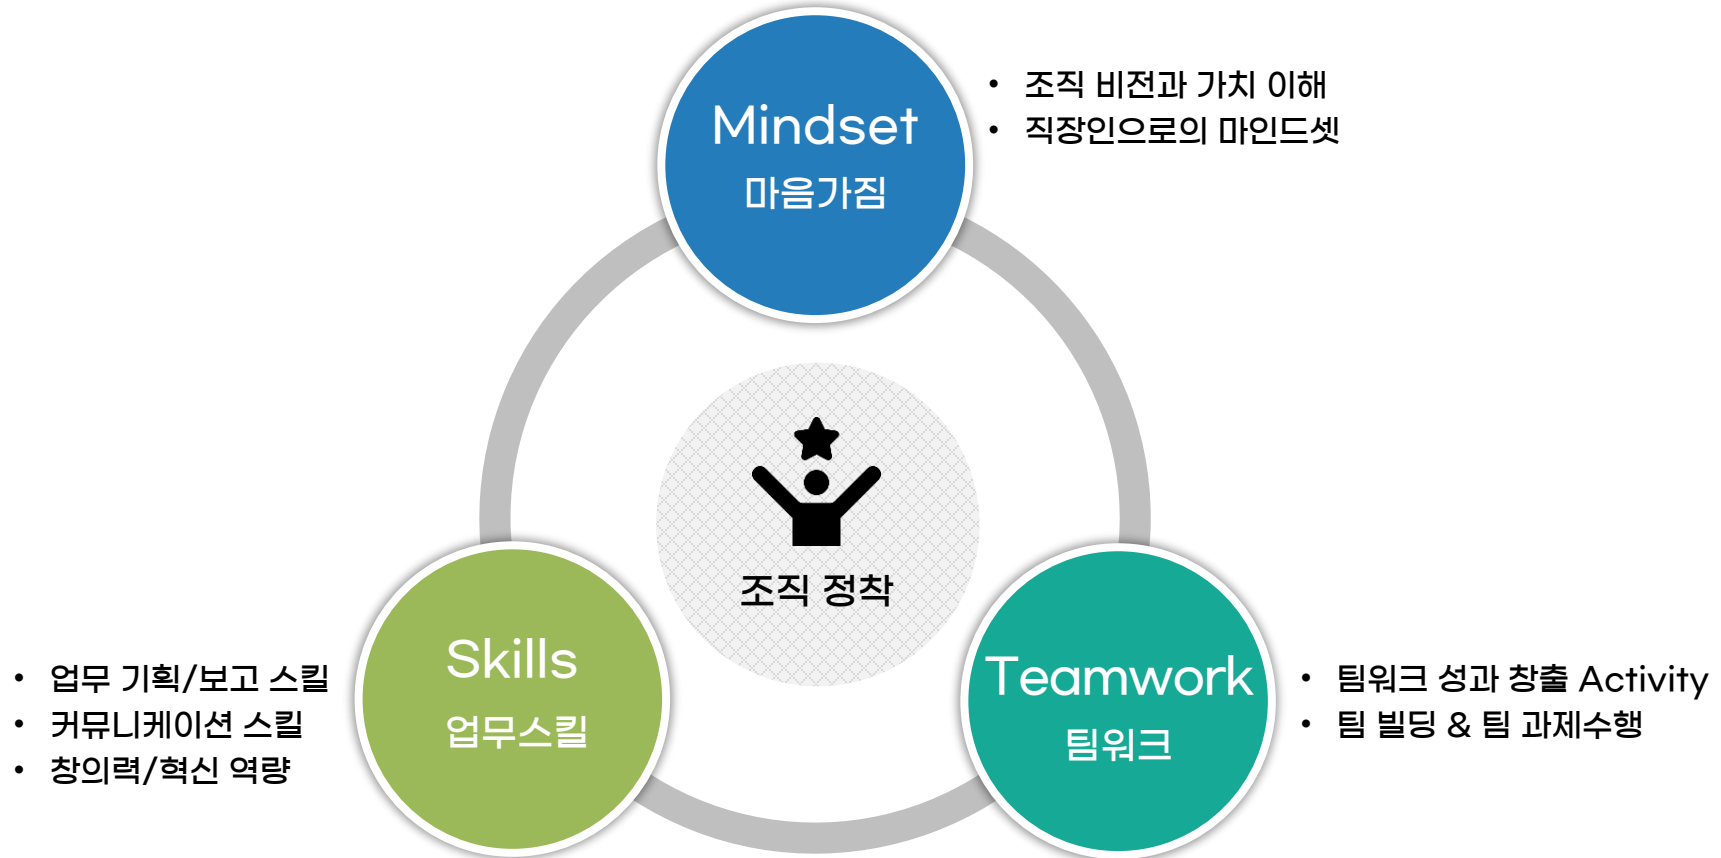 Mindset
마음가짐
• 조직 비전과 가치 이해
• 직장인으로의 마인드셋
조직 정착
Skills
업무스킬
• 업무 기획/보고 스킬
• 커뮤니케이션 스킬
• 창의력/혁신 역량
Teamwork
팀워크
• 팀워크 성과 창출 Activity
• 팀 빌딩 & 팀 과제수행